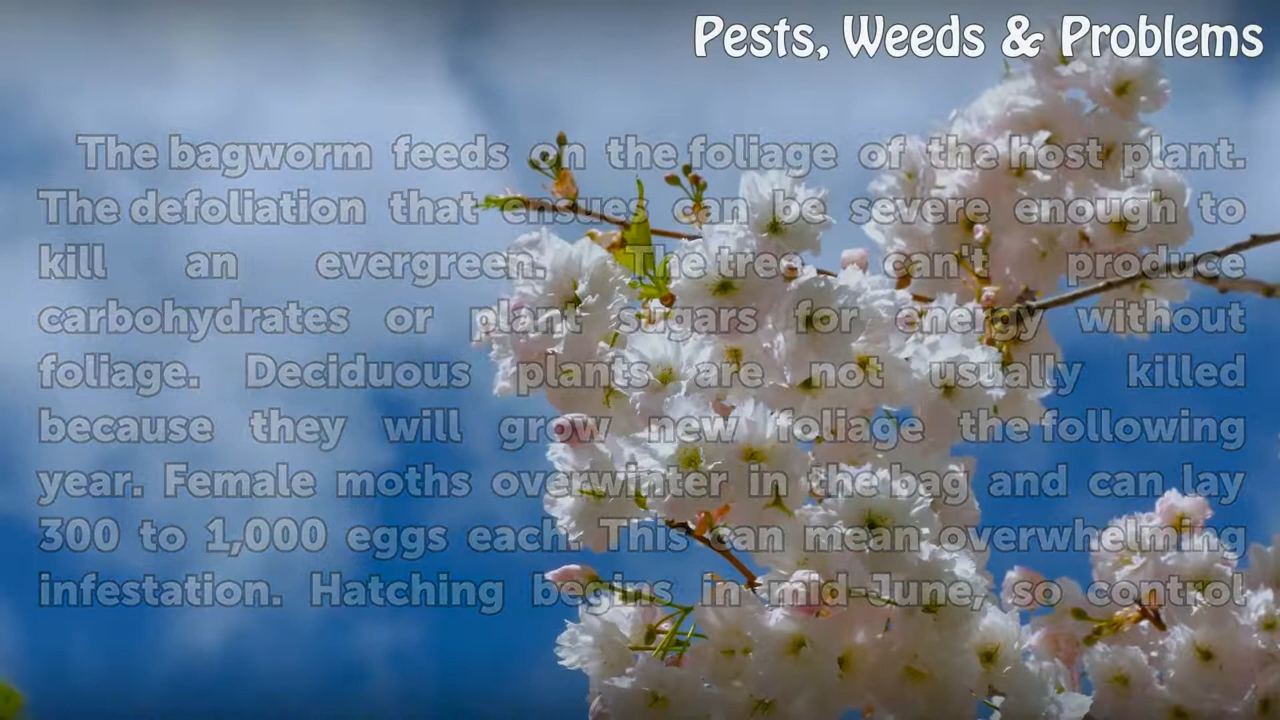 Pests, Weeds & Problems
The bagworm feeds on the foliage of the host plant.
The defoliation that enques can be severe enough to
kill an evergreen. The tree can't produce
carbohydrates or plant sugars for energy without
foliage. Deciduous plants are not usually killed
because they will grow new foliage the following
year. Female moths overwinter in the bag and can lay
300 to 1,000 eggs each. This can mean overwhelming
infestation. Hatching begins in mid-June, so control